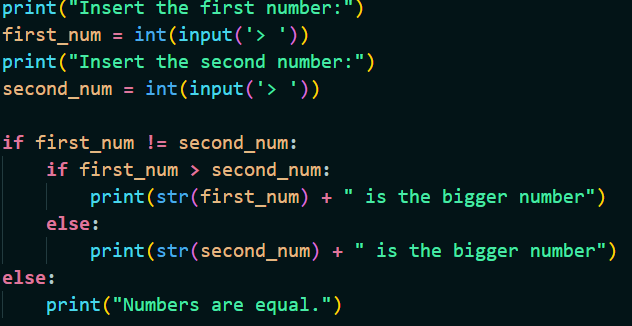 print("Insert the first number:")
first_num = int(input('> '))
print("Insert the second number:")
second_num = int(input('> '))

if first_num != second_num:
    if first_num > second_num:
        print(str(first_num) + " is the bigger number")
    else:
        print(str(second_num) + " is the bigger number")
else:
    print("Numbers are equal.")